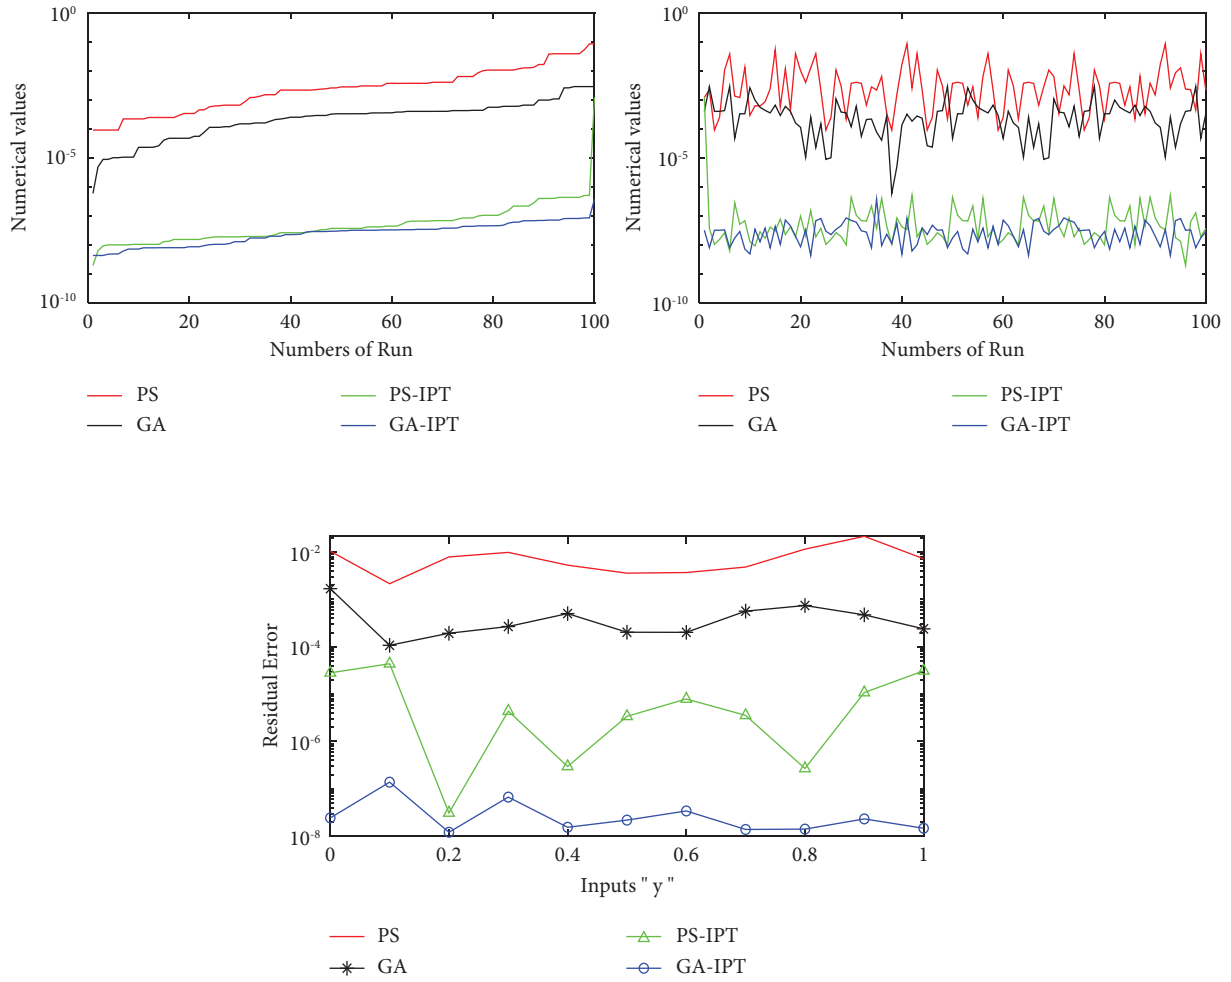 10^0
10^-5
10^-10
Numerical values
0 20 40 60 80 100
Numbers of Run
PS PS-IPT
GA GA-IPT
10^0
10^-5
10^-10
Numerical values
0 20 40 60 80 100
Numbers of Run
PS PS-IPT
GA GA-IPT
10^-2
10^-4
10^-6
10^-8
Residual Error
0 0.2 0.4 0.6 0.8 1
Inputs " y "
PS PS-IPT
GA GA-IPT